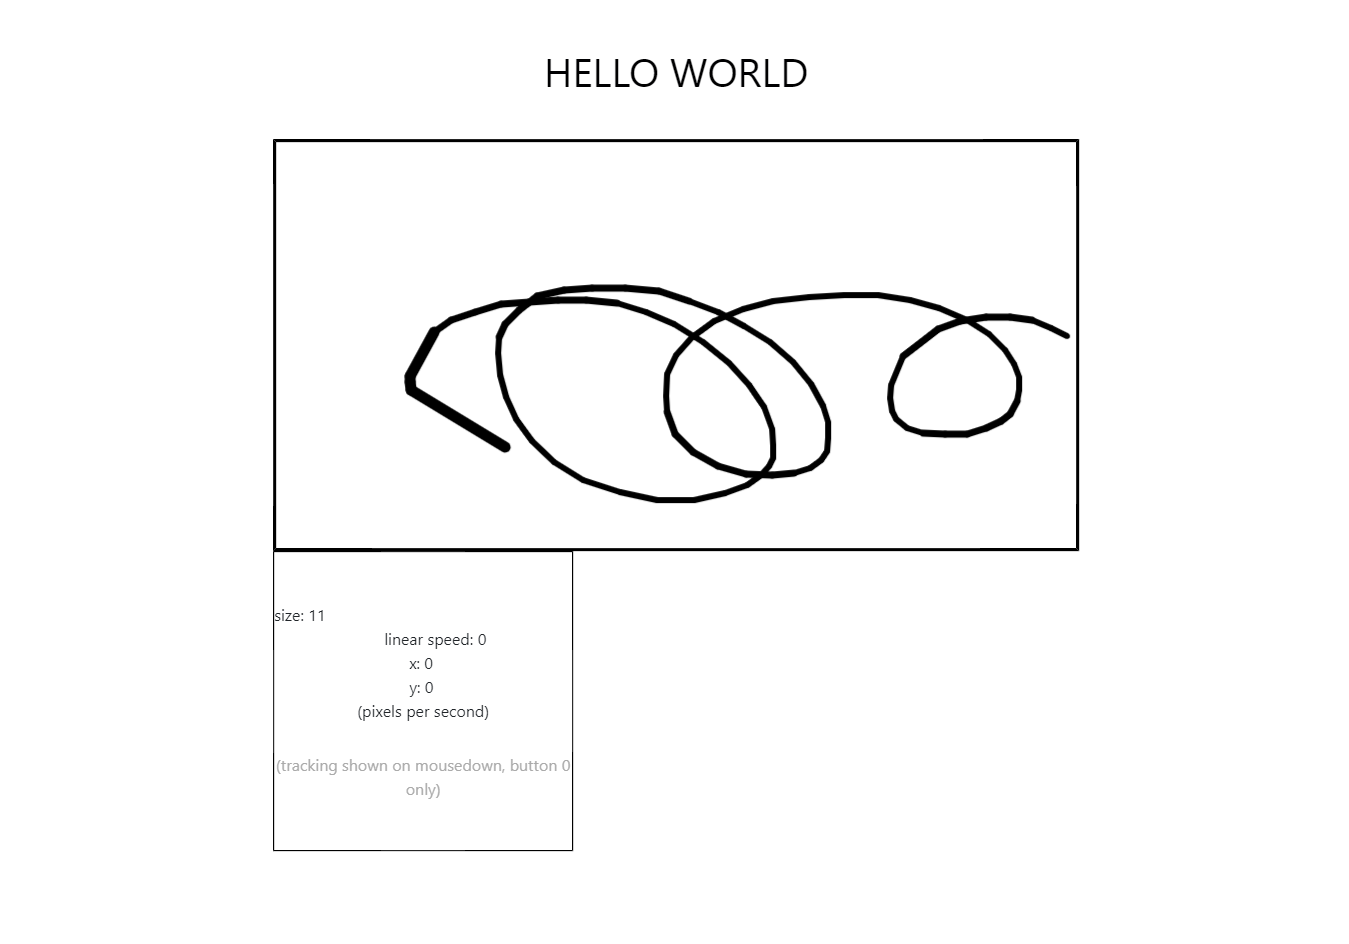 HELLO WORLD
size: 11
linear speed: 0
x: 0
y: 0
(pixels per second)
(tracking shown on mousedown, button 0
only)